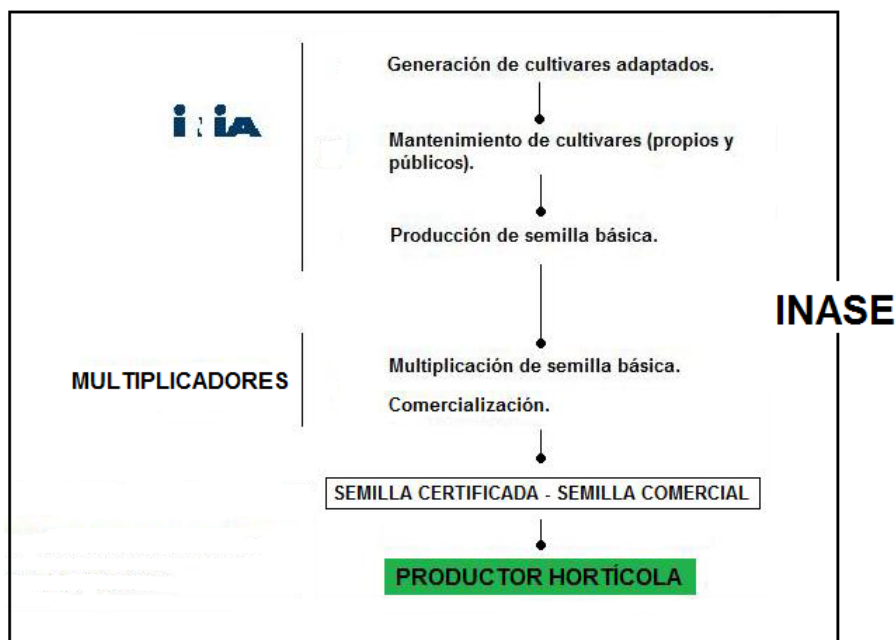 Generación de cultivares adaptados.
Mantenimiento de cultivares (propios y
públicos).
Producción de semilla básica.
INASE
MULTIPLICADORES
Multiplicación de semilla básica.
Comercialización.
SEMILLA CERTIFICADA - SEMILLA COMERCIAL
PRODUCTOR HORTÍCOLA